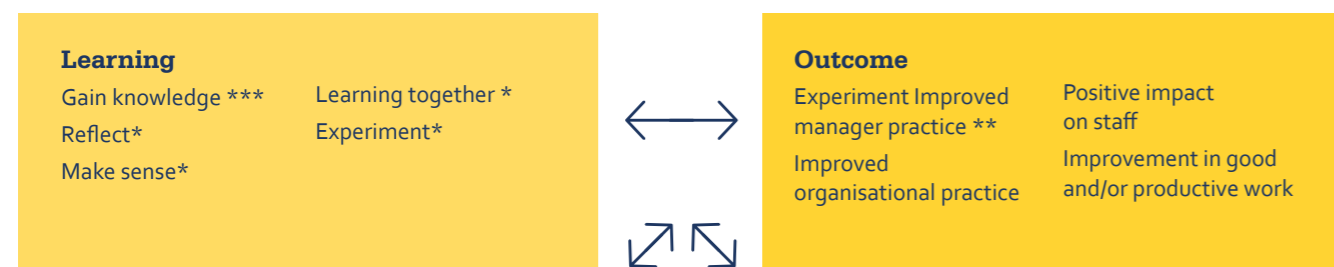 Learning
Gain knowledge ***
Reflect*
Make sense*
Learning together *
Experiment*
Outcome
Experiment Improved
manager practice **
Improved
organisational practice
Positive impact
on staff
Improvement in good
and/or productive work